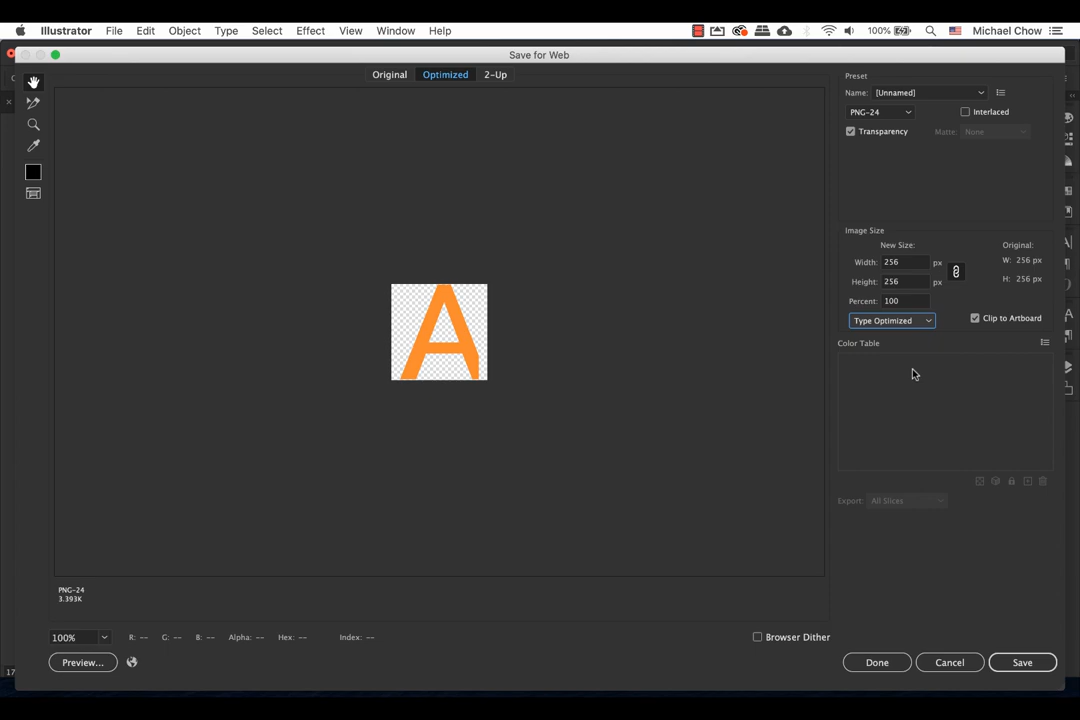 Illustrator File Edit Object Type Select Effect View Window Help 100% Michael Chow
Save for Web
Original Optimized 2-Up
Preset
Name: [Unnamed]
PNG-24 Interlaced
Transparency Matte: None
Image Size
New Size: Original:
Width: 256 px W: 256 px
Height: 256 px H: 256 px
Percent: 100
Type Optimized Clip to Artboard
Color Table
A
Export: All Slices
PNG-24
3.393K
100% R: -- G: -- B: -- Alpha: -- Hex: -- Index: -- Browser Dither
Preview... Done Cancel Save
17